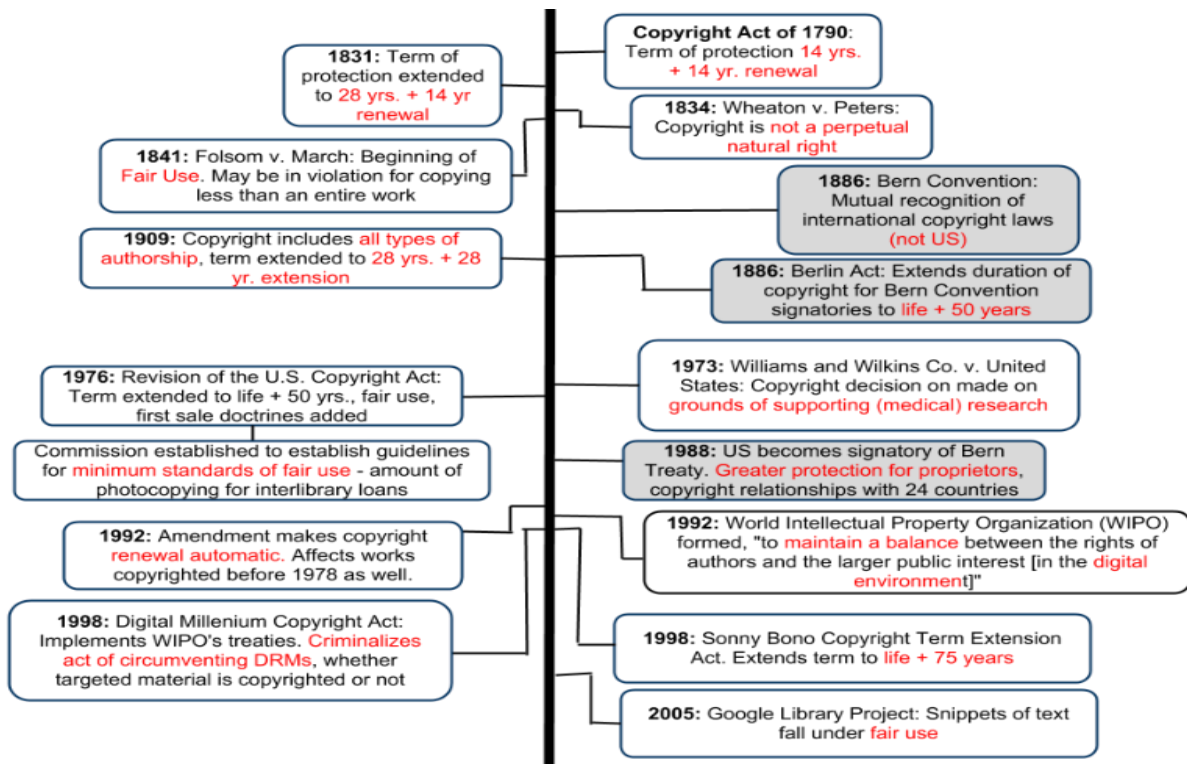 Copyright Act of 1790:
Term of protection 14 yrs.
+ 14 yr. renewal
1831: Term of
protection extended
to 28 yrs. + 14 yr
renewal
1834: Wheaton v. Peters:
Copyright is not a perpetual
natural right
1841: Folsom v. March: Beginning of
Fair Use. May be in violation for copying
less than an entire work
1886: Bern Convention:
Mutual recognition of
international copyright laws
(not US)
1909: Copyright includes all types of
authorship, term extended to 28 yrs. + 28
yr. extension
1886: Berlin Act: Extends duration of
copyright for Bern Convention
signatories to life + 50 years
1973: Williams and Wilkins Co. v. United
States: Copyright decision on made on
grounds of supporting (medical) research
1976: Revision of the U.S. Copyright Act:
Term extended to life + 50 yrs., fair use,
first sale doctrines added
Commission established to establish guidelines
for minimum standards of fair use - amount of
photocopying for interlibrary loans
1988: US becomes signatory of Bern
Treaty. Greater protection for proprietors,
copyright relationships with 24 countries
1992: Amendment makes copyright
renewal automatic. Affects works
copyrighted before 1978 as well.
1992: World Intellectual Property Organization (WIPO)
formed, "to maintain a balance between the rights of
authors and the larger public interest [in the digital
environment]"
1998: Digital Millenium Copyright Act:
Implements WIPO's treaties. Criminalizes
act of circumventing DRMs, whether
targeted material is copyrighted or not
1998: Sonny Bono Copyright Term Extension
Act. Extends term to life + 75 years
2005: Google Library Project: Snippets of text
fall under fair use